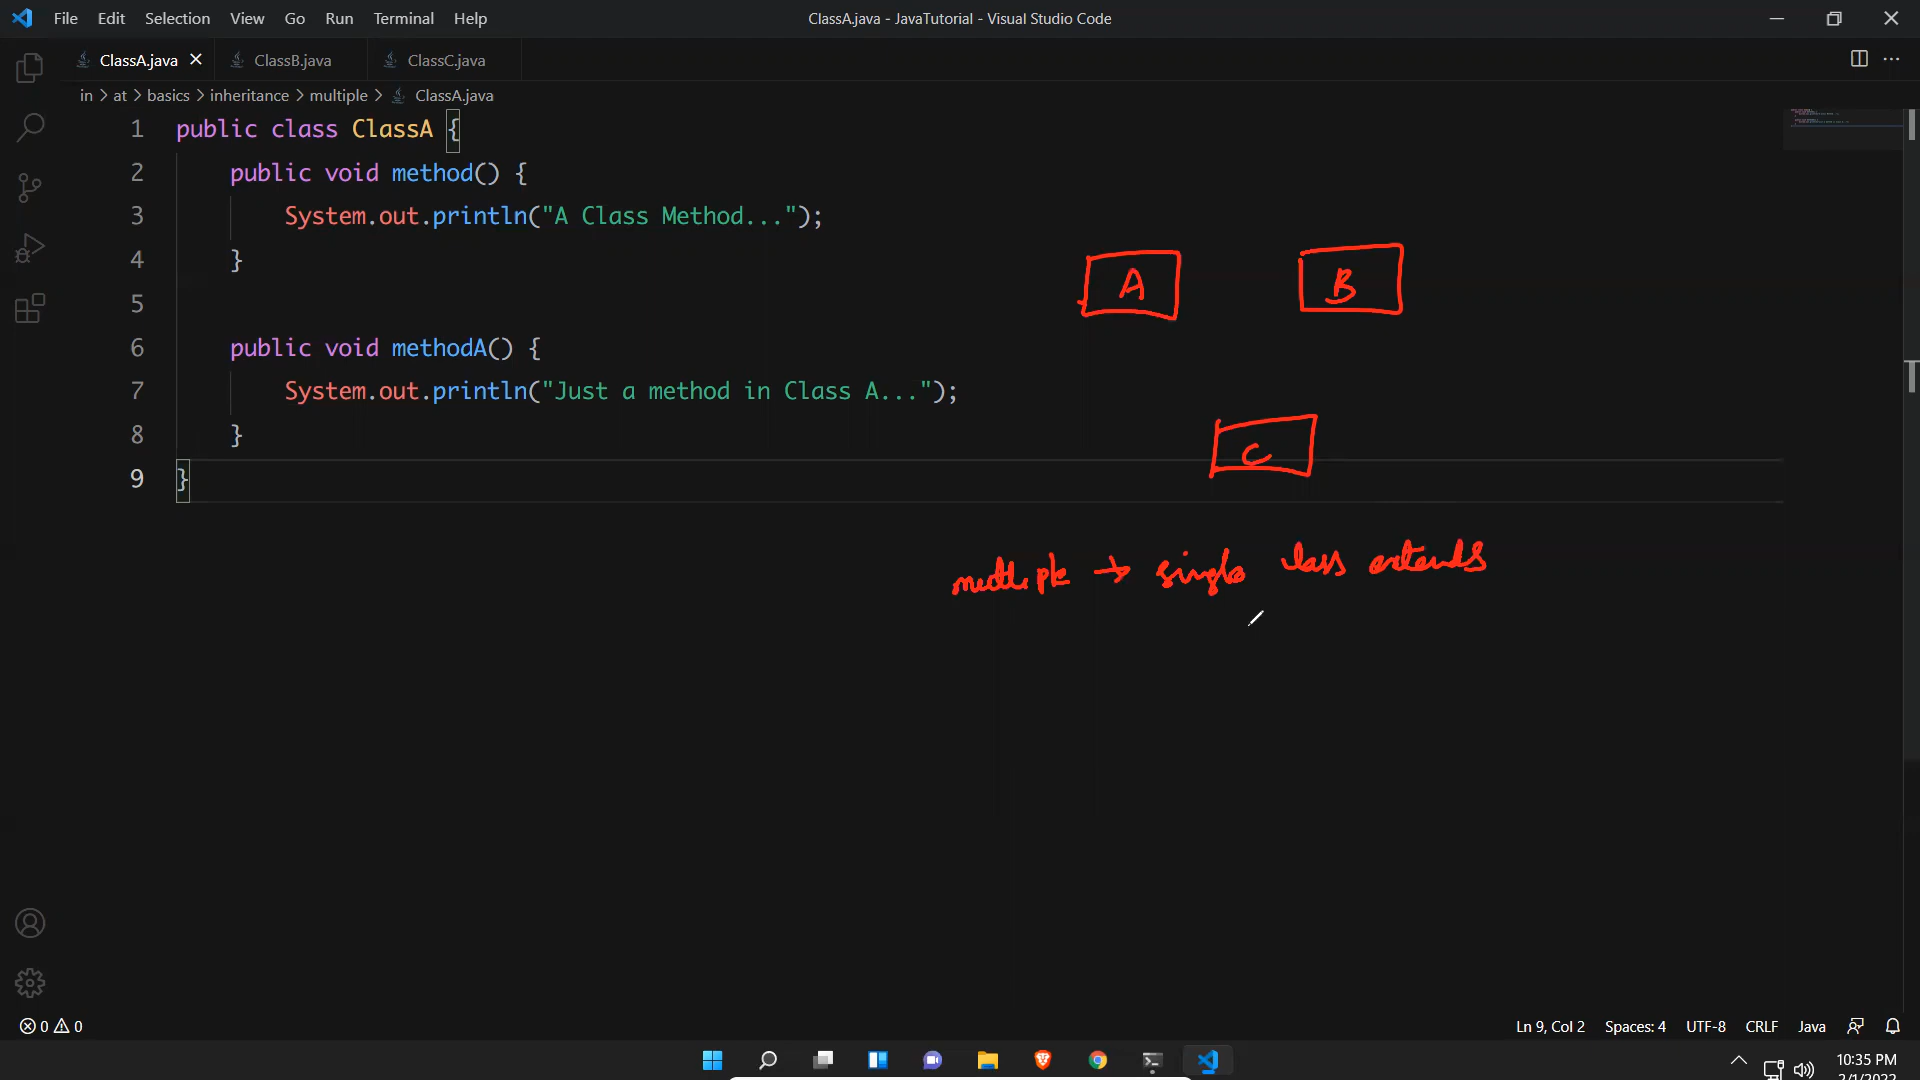 File Edit Selection View Go Run Terminal Help ClassA.java - JavaTutorial - Visual Studio Code
ClassA.java ClassB.java ClassC.java
in > at > basics > inheritance > multiple > ClassA.java
1 public class ClassA {
2 public void method() {
3 System.out.println("A Class Method...");
4 }
5
6 public void methodA() {
7 System.out.println("Just a method in Class A...");
8 }
9 }
A B
C
multiple → single class extends
0 0 Ln 9, Col 2 Spaces: 4 UTF-8 CRLF Java
10:35 PM
2/1/2022